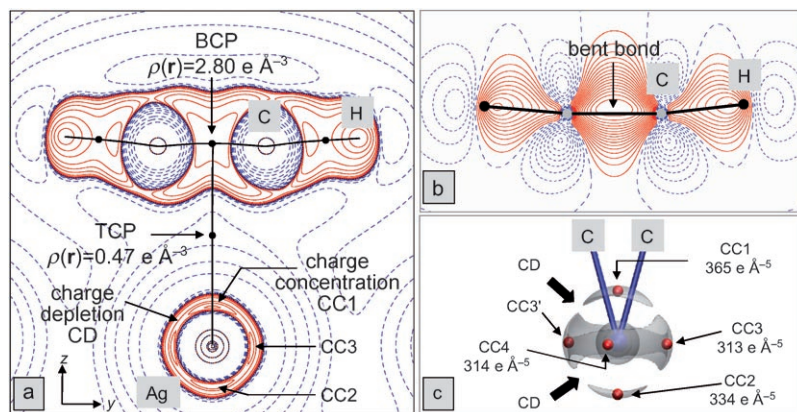 BCP
ρ(r)=2.80 e Å⁻³
C
H
TCP
ρ(r)=0.47 e Å⁻³
charge
concentration
CC1
charge
depletion
CD
CC3
CC2
Ag
z
y
a
bent bond
C
H
b
C
C
CC1
365 e Å⁻⁵
CD
CC3'
CC3
313 e Å⁻⁵
CC4
314 e Å⁻⁵
CC2
334 e Å⁻⁵
CD
c